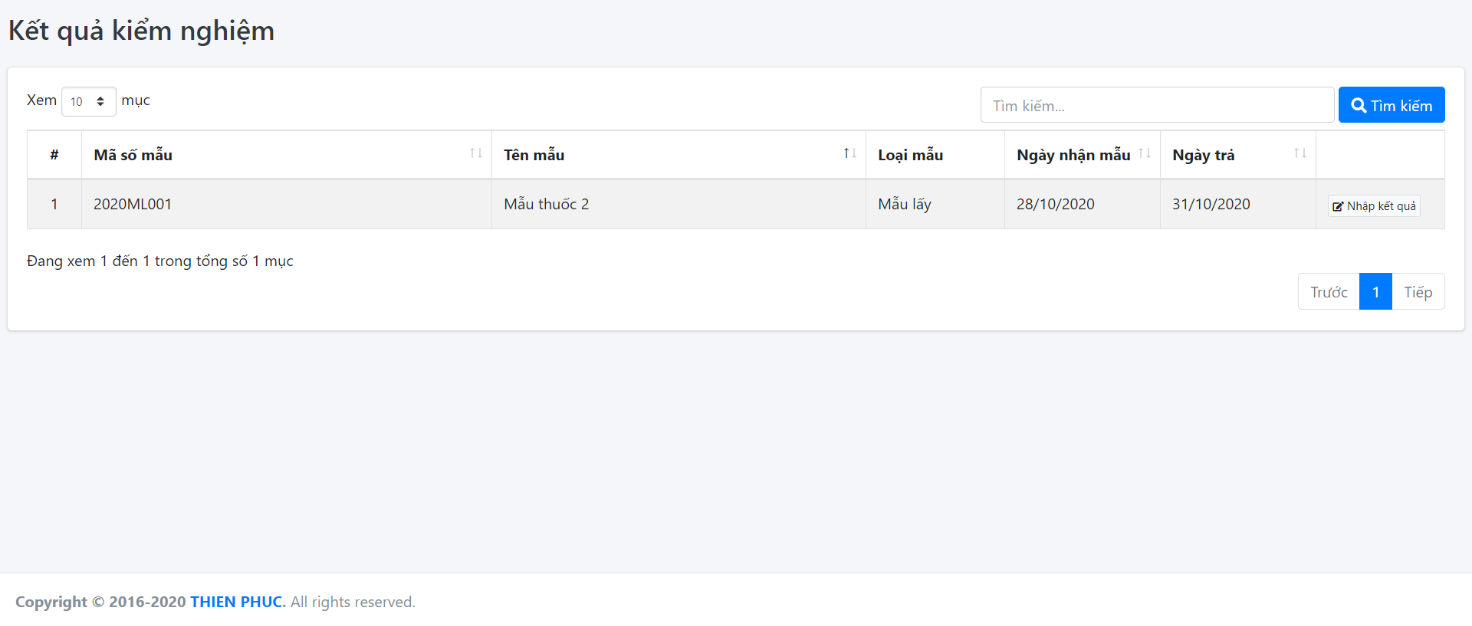 Kết quả kiểm nghiệm
Xem 10 mục
Tìm kiếm... Tìm kiếm
# Mã số mẫu Tên mẫu Loại mẫu Ngày nhận mẫu Ngày trả
1 2020ML001 Mẫu thuốc 2 Mẫu lấy 28/10/2020 31/10/2020 Nhập kết quả
Đang xem 1 đến 1 trong tổng số 1 mục
Trước 1 Tiếp
Copyright © 2016-2020 THIEN PHUC. All rights reserved.